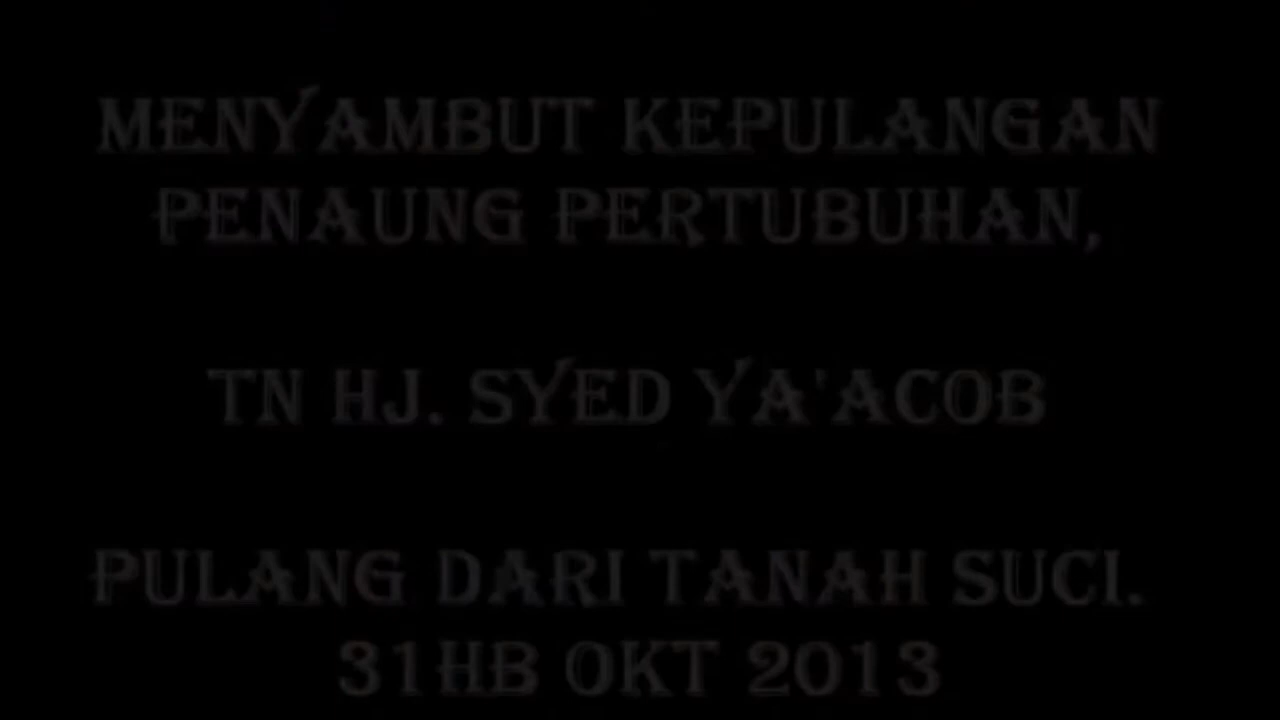 MENYAMBUT KEPULANGAN
PENAUNG PERTUBUHAN,
TN HJ. SYED YA'ACOB
PULANG DARI TANAH SUCI.
31HB OKT 2013